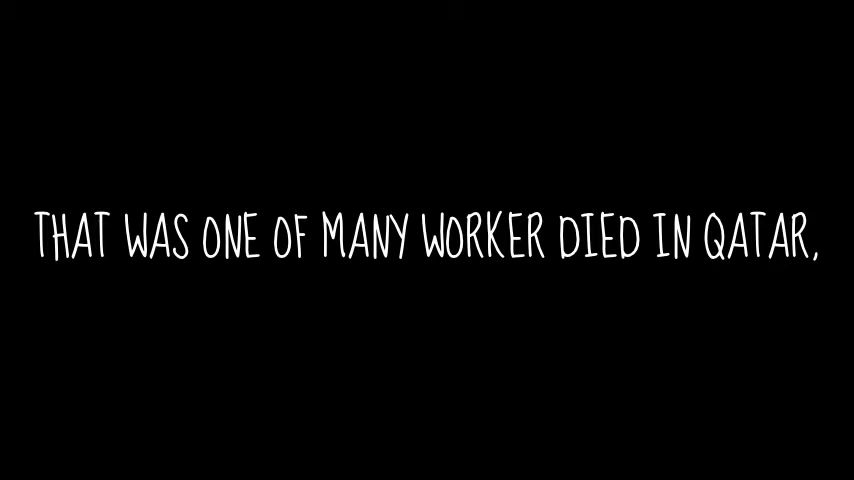 THAT WAS ONE OF MANY WORKER DIED IN QATAR,